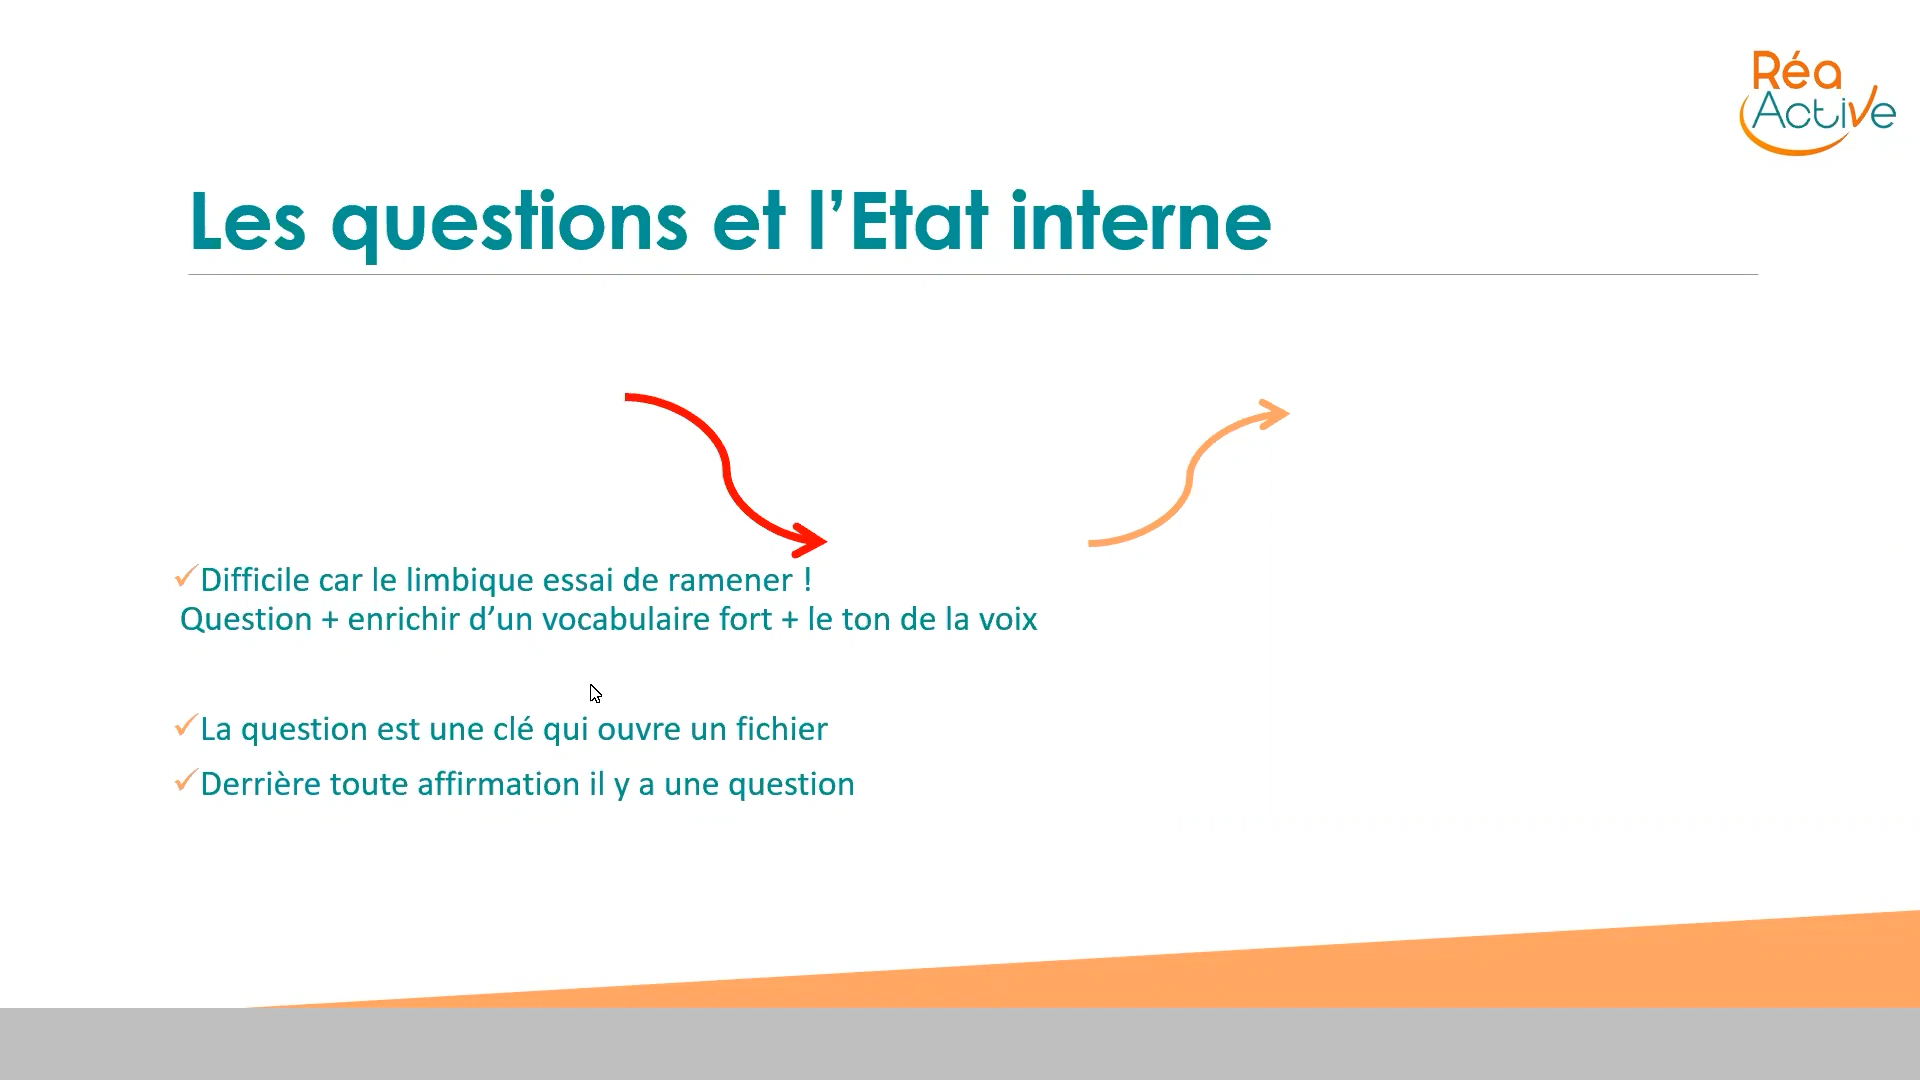 Réa
Active
Les questions et l’Etat interne
Difficile car le limbique essai de ramener !
Question + enrichir d’un vocabulaire fort + le ton de la voix
La question est une clé qui ouvre un fichier
Derrière toute affirmation il y a une question